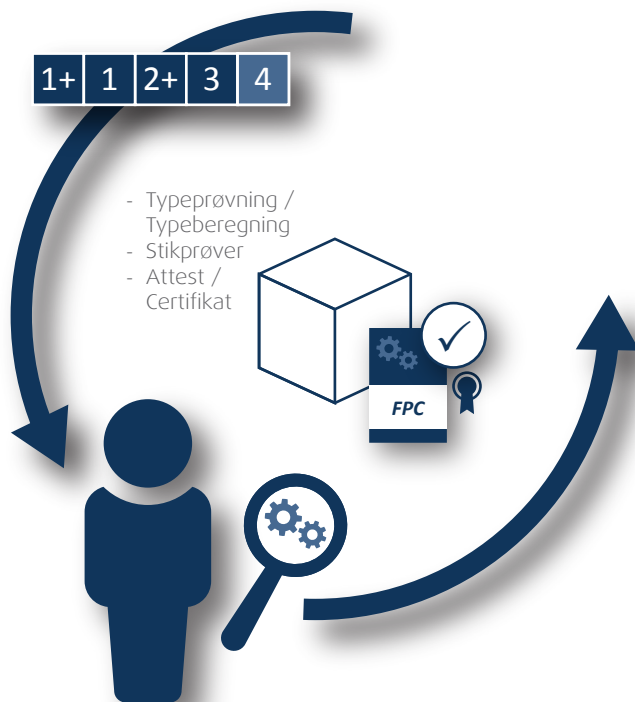 1+ 1 2+ 3 4
- Typeprøvning /
Typeberegning
- Stikprøver
- Attest /
Certifikat
FPC